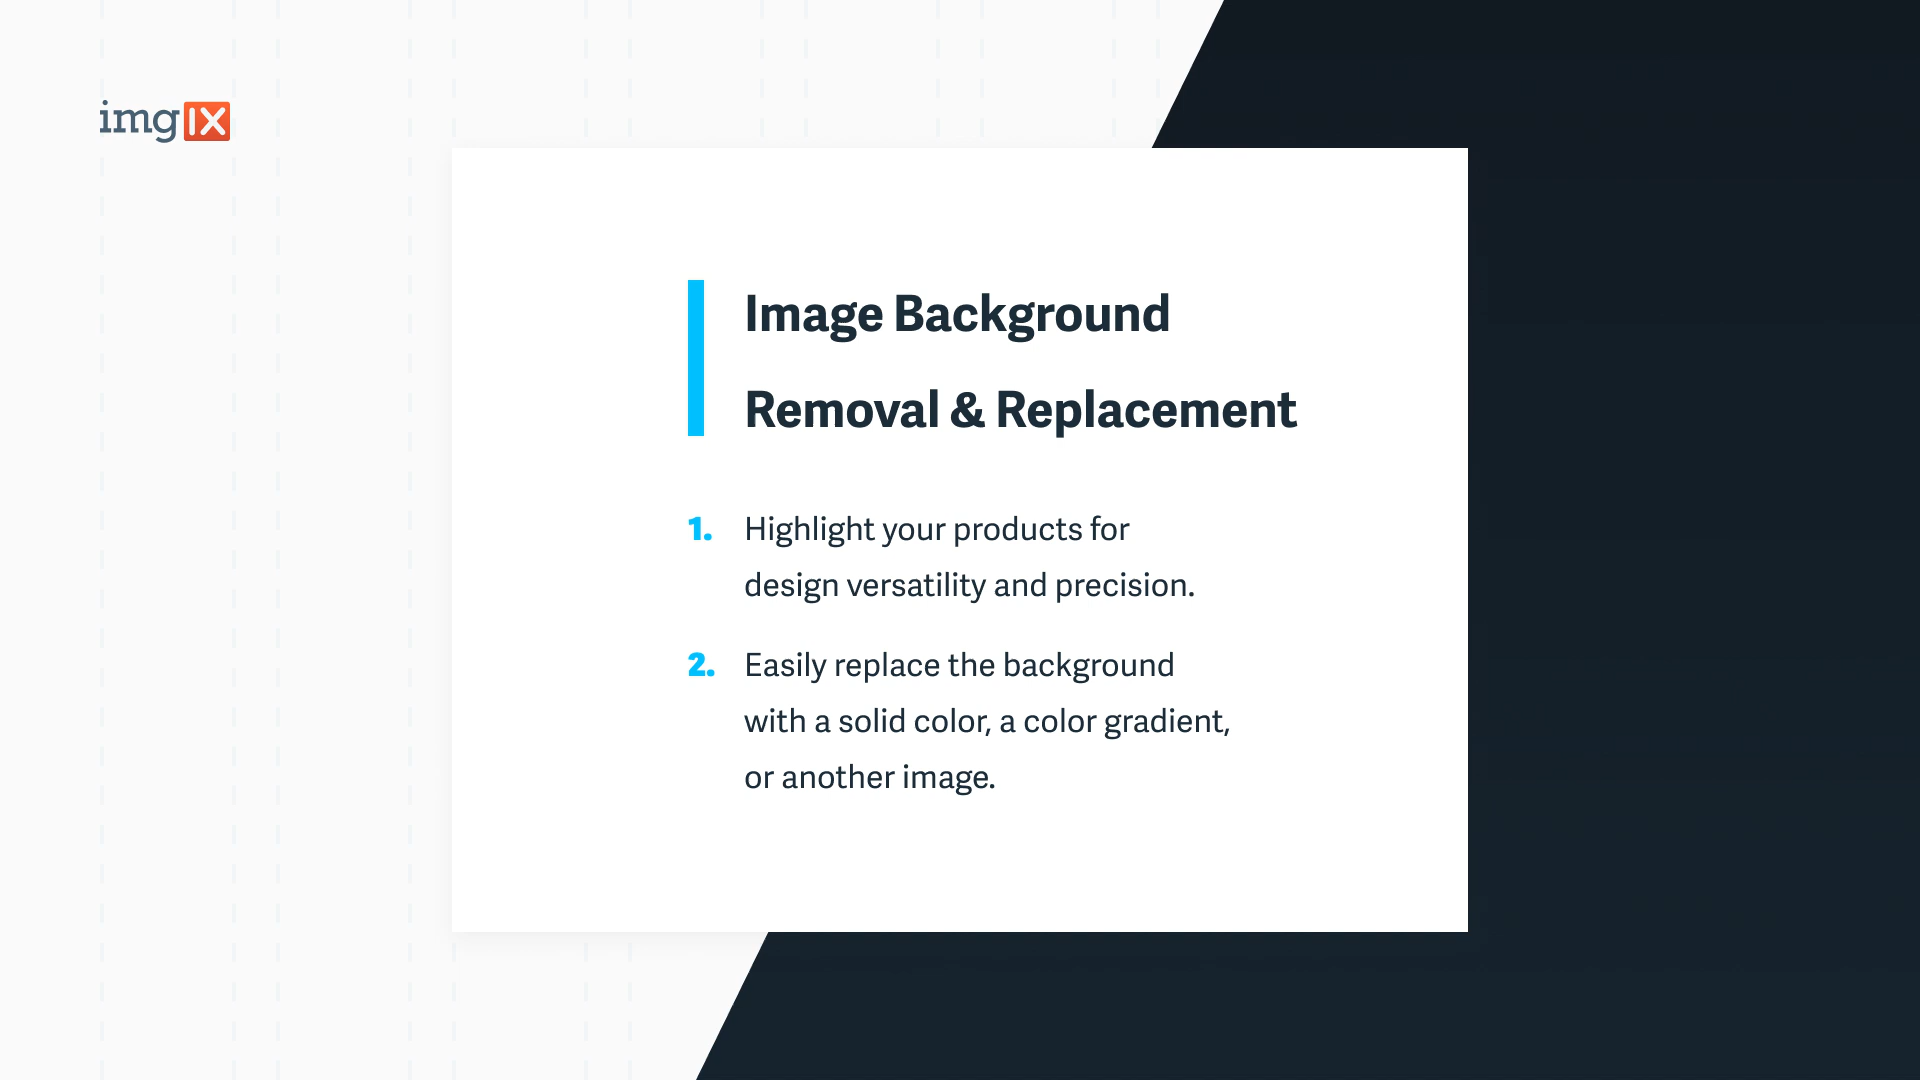 imgIX
Image Background
Removal & Replacement
1. Highlight your products for
design versatility and precision.
2. Easily replace the background
with a solid color, a color gradient,
or another image.